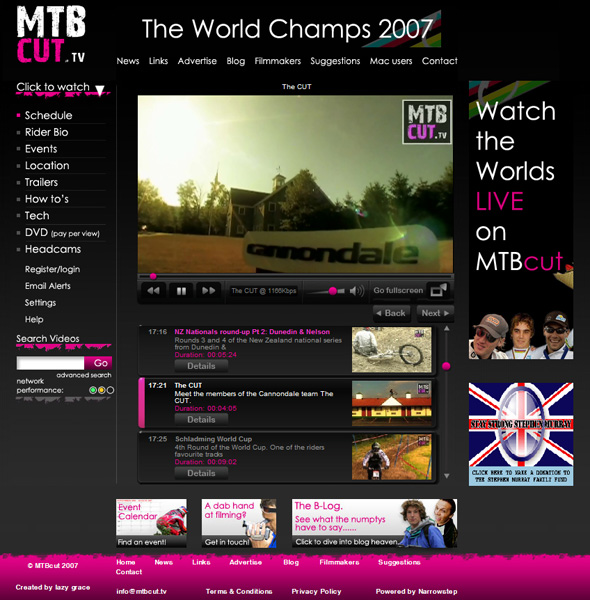 MTB
CUT.TV
The World Champs 2007
News Links Advertise Blog Filmmakers Suggestions Mac users Contact
Click to watch
Schedule
Rider Bio
Events
Location
Trailers
How to's
Tech
DVD (pay per view)
Headcams
Register/login
Email Alerts
Settings
Help
Search Videos
Go
advanced search
network
performance:
The CUT
MTB
CUT.TV
cannondale
The CUT @ 1166Kbps
Go fullscreen
Back Next
17:16 NZ Nationals round-up Pt 2: Dunedin & Nelson
Rounds 3 and 4 of the New Zealand national series
from Dunedin &
Duration: 00:05:24
Details
17:21 The CUT
Meet the members of the Cannondale team The
CUT.
Duration: 00:04:05
Details
17:25 Schladming World Cup
4th Round of the World Cup. One of the riders
favourite tracks
Duration: 00:09:02
Details
Watch
the
Worlds
LIVE
on
MTBcut
STAY STRONG STEPHEN MURRAY
CLICK HERE TO MAKE A DONATION TO
THE STEPHEN MURRAY FAMILY FUND
Event
Calendar
Find an event!
A dab hand
at filming?
Get in touch!
The B-Log.
See what the numptys
have to say......
Click to dive into blog heaven
© MTBcut 2007
Created by lazy grace
Home News Links Advertise Blog Filmmakers Suggestions
Contact
info@mtbcut.tv Terms & Conditions Privacy Policy Powered by Narrowstep